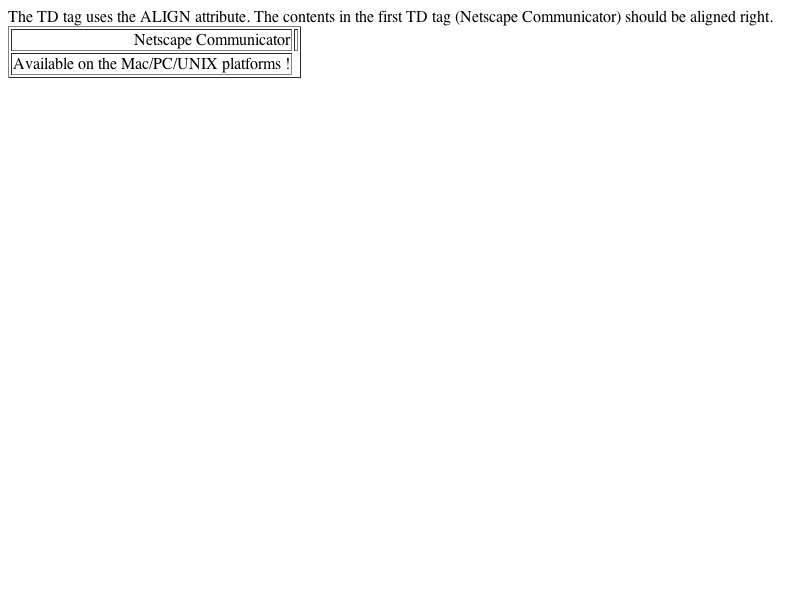 The TD tag uses the ALIGN attribute. The contents in the first TD tag (Netscape Communicator) should be aligned right.
Netscape Communicator
Available on the Mac/PC/UNIX platforms !